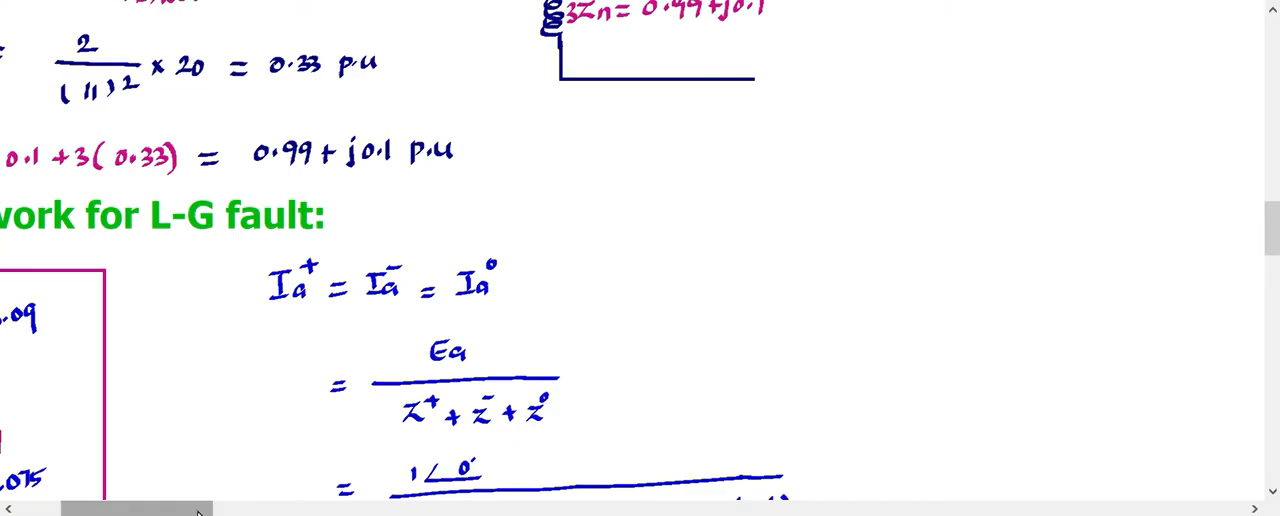 3Zn = 0.99+j0.1
= 2 / (11)² × 20 = 0.33 p.u
0.1 + 3(0.33) = 0.99 + j0.1 p.u
work for L-G fault:
Ia⁺ = Ia⁻ = Ia⁰
.09
Ea
= Z⁺ + Z⁻ + Z⁰
.075
= 1∠0°